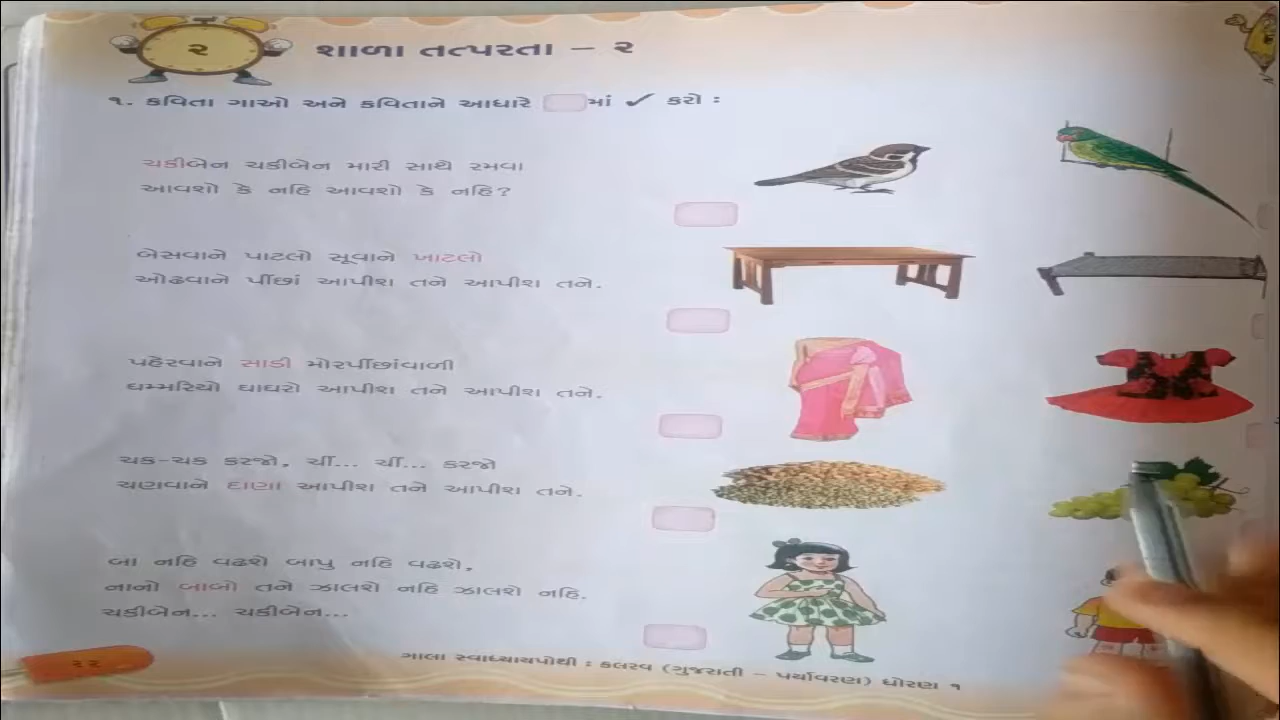 ૨
શાળા તત્પરતા – ૨
૧. કવિતા ગાઓ અને કવિતાને આધારે માં ✓ કરો :
ચકીબેન ચકીબેન મારી સાથે રમવા
આવશો કે નહિ આવશો કે નહિ?
બેસવાને પાટલો સૂવાને ખાટલો
ઓઢવાને પીંછાં આપીશ તને આપીશ તને.
પહેરવાને સાડી મોરપીંછાંવાળી
ઘમ્મરિયો ઘાઘરો આપીશ તને આપીશ તને.
ચક-ચક કરજો, ચીં... ચીં... કરજો
ચણવાને દાણા આપીશ તને આપીશ તને.
બા નહિ વઢશે બાપુ નહિ વઢશે,
નાનો બાબો તને ઝાલશે નહિ ઝાલશે નહિ.
ચકીબેન... ચકીબેન...
૨૨
ગાલા સ્વાધ્યાયપોથી : કલરવ (ગુજરાતી – પર્યાવરણ) ધોરણ ૧